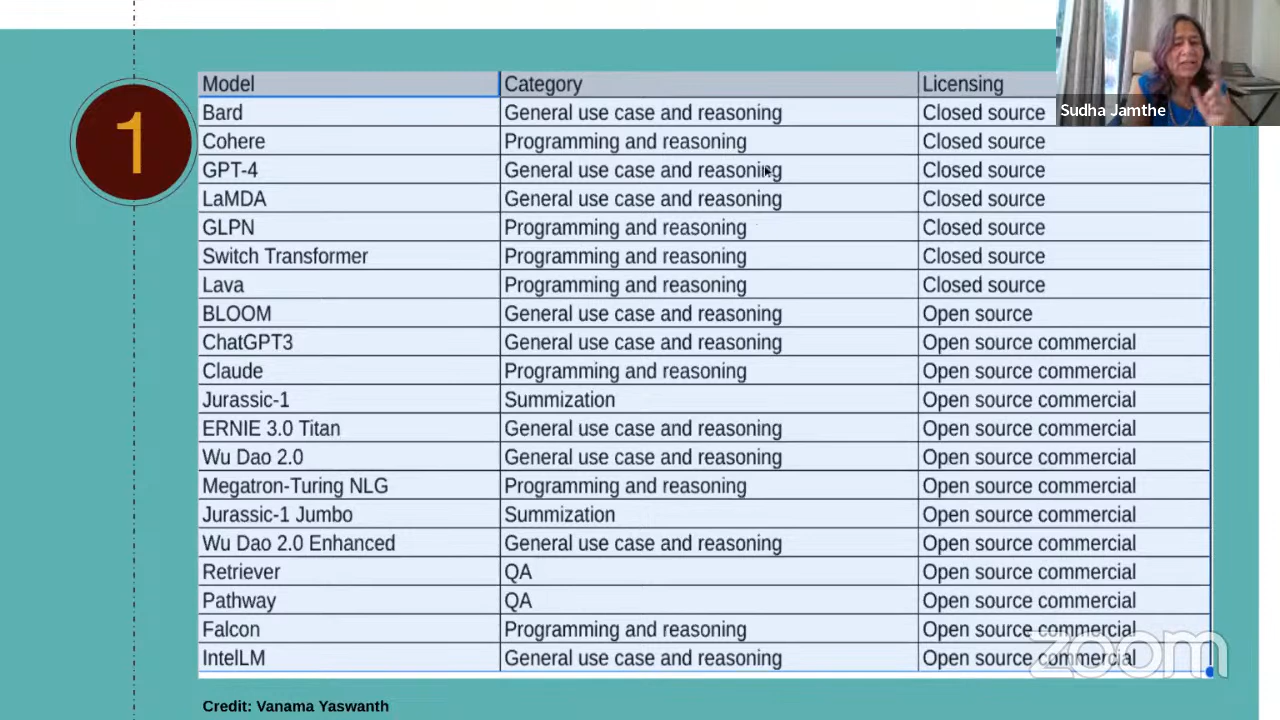 Sudha Jamthe
1
Model Category Licensing
Bard General use case and reasoning Closed source
Cohere Programming and reasoning Closed source
GPT-4 General use case and reasoning Closed source
LaMDA General use case and reasoning Closed source
GLPN Programming and reasoning Closed source
Switch Transformer Programming and reasoning Closed source
Lava Programming and reasoning Closed source
BLOOM General use case and reasoning Open source
ChatGPT3 General use case and reasoning Open source commercial
Claude Programming and reasoning Open source commercial
Jurassic-1 Summization Open source commercial
ERNIE 3.0 Titan General use case and reasoning Open source commercial
Wu Dao 2.0 General use case and reasoning Open source commercial
Megatron-Turing NLG Programming and reasoning Open source commercial
Jurassic-1 Jumbo Summization Open source commercial
Wu Dao 2.0 Enhanced General use case and reasoning Open source commercial
Retriever QA Open source commercial
Pathway QA Open source commercial
Falcon Programming and reasoning Open source commercial
IntelLM General use case and reasoning Open source commercial
zoom
Credit: Vanama Yaswanth